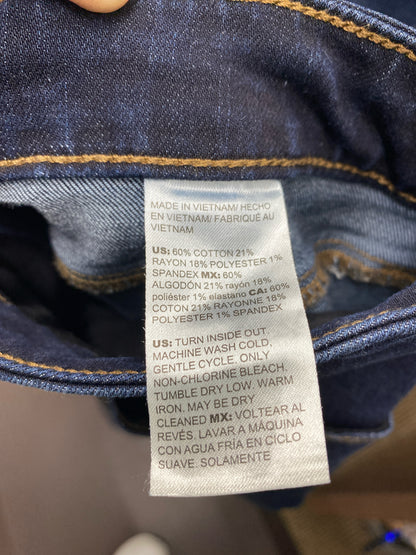 MADE IN VIETNAM/ HECHO
EN VIETNAM/ FABRIQUÉ AU
VIETNAM
US: 60% COTTON 21%
RAYON 18% POLYESTER 1%
SPANDEX MX: 60%
ALGODÓN 21% rayón 18%
poliéster 1% elastano CA: 60%
COTON 21% RAYONNE 18%
POLYESTER 1% SPANDEX
US: TURN INSIDE OUT.
MACHINE WASH COLD,
GENTLE CYCLE. ONLY
NON-CHLORINE BLEACH.
TUMBLE DRY LOW. WARM
IRON. MAY BE DRY
CLEANED MX: VOLTEAR AL
REVÉS. LAVAR A MÁQUINA
CON AGUA FRÍA EN CICLO
SUAVE. SOLAMENTE